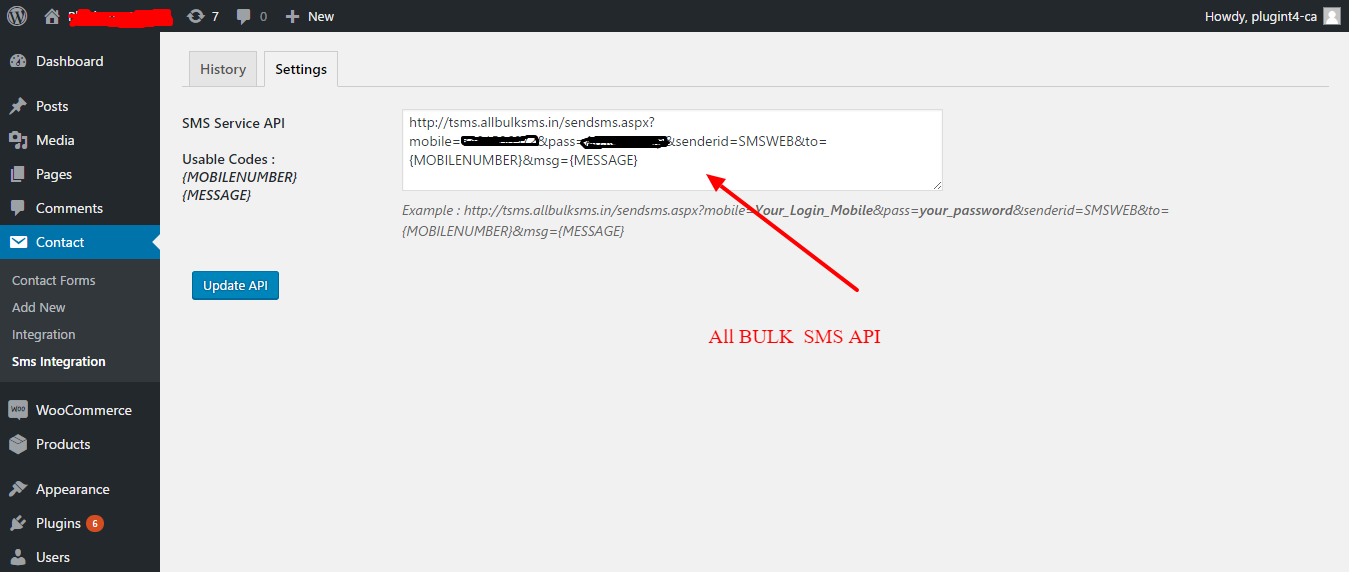 7 0 New Howdy, plugint4-ca
Dashboard
Posts
Media
Pages
Comments
Contact
Contact Forms
Add New
Integration
Sms Integration
WooCommerce
Products
Appearance
Plugins 6
Users
History Settings
SMS Service API
Usable Codes :
{MOBILENUMBER}
{MESSAGE}
http://tsms.allbulksms.in/sendsms.aspx?
mobile= &pass= &senderid=SMSWEB&to=
{MOBILENUMBER}&msg={MESSAGE}
Example : http://tsms.allbulksms.in/sendsms.aspx?mobile=Your_Login_Mobile&pass=your_password&senderid=SMSWEB&to=
{MOBILENUMBER}&msg={MESSAGE}
Update API
All BULK SMS API